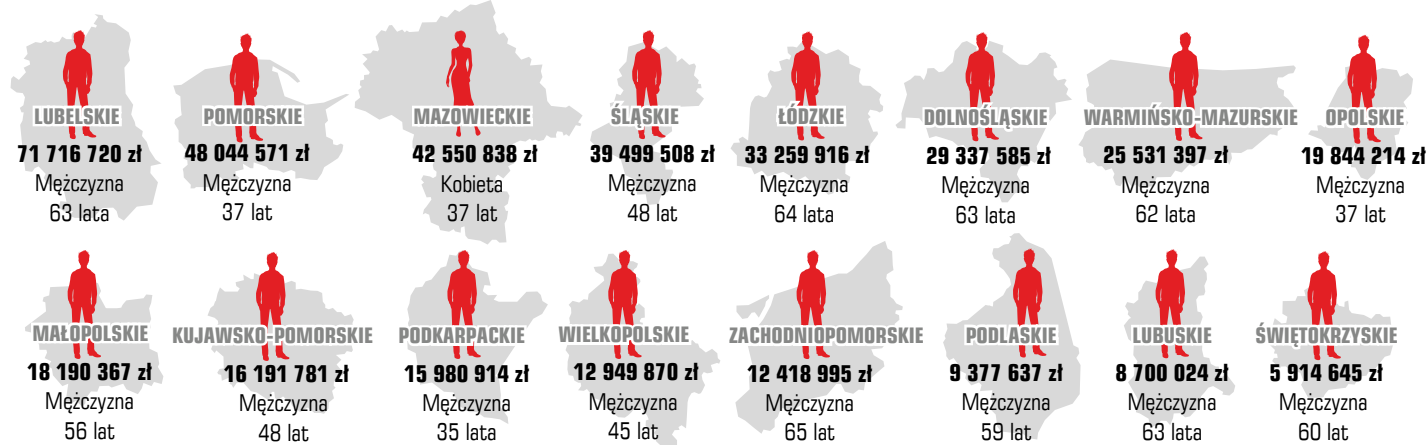 LUBELSKIE
71 716 720 zł
Mężczyzna
63 lata
POMORSKIE
48 044 571 zł
Mężczyzna
37 lat
MAZOWIECKIE
42 550 838 zł
Kobieta
37 lat
ŚLĄSKIE
39 499 508 zł
Mężczyzna
48 lat
ŁÓDZKIE
33 259 916 zł
Mężczyzna
64 lata
DOLNOŚLĄSKIE
29 337 585 zł
Mężczyzna
63 lata
WARMIŃSKO-MAZURSKIE
25 531 397 zł
Mężczyzna
62 lata
OPOLSKIE
19 844 214 zł
Mężczyzna
37 lat
MAŁOPOLSKIE
18 190 367 zł
Mężczyzna
56 lat
KUJAWSKO-POMORSKIE
16 191 781 zł
Mężczyzna
48 lat
PODKARPACKIE
15 980 914 zł
Mężczyzna
35 lata
WIELKOPOLSKIE
12 949 870 zł
Mężczyzna
45 lat
ZACHODNIOPOMORSKIE
12 418 995 zł
Mężczyzna
65 lat
PODLASKIE
9 377 637 zł
Mężczyzna
59 lat
LUBUSKIE
8 700 024 zł
Mężczyzna
63 lata
ŚWIĘTOKRZYSKIE
5 914 645 zł
Mężczyzna
60 lat